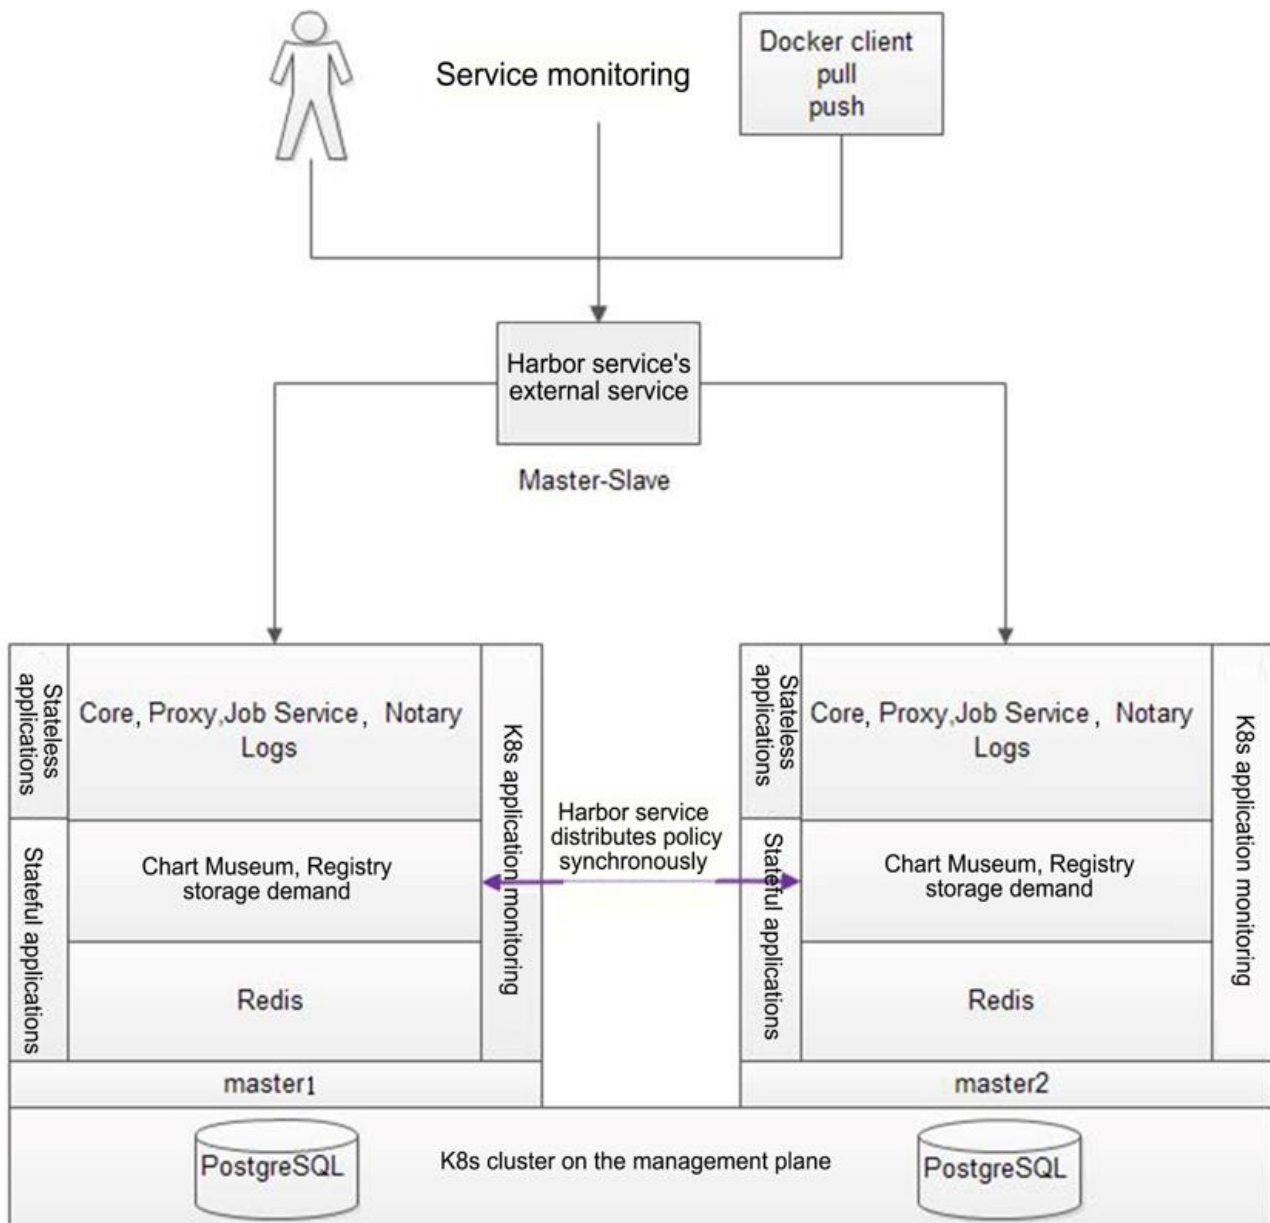 Service monitoring
Docker client
pull
push
Harbor service's
external service
Master-Slave
Stateless
applications
Core, Proxy,Job Service, Notary
Logs
K8s application monitoring
Stateful applications
Chart Museum, Registry
storage demand
Redis
master1
Harbor service
distributes policy
synchronously
Stateless
applications
Core, Proxy,Job Service, Notary
Logs
K8s application monitoring
Stateful applications
Chart Museum, Registry
storage demand
Redis
master2
PostgreSQL
K8s cluster on the management plane
PostgreSQL